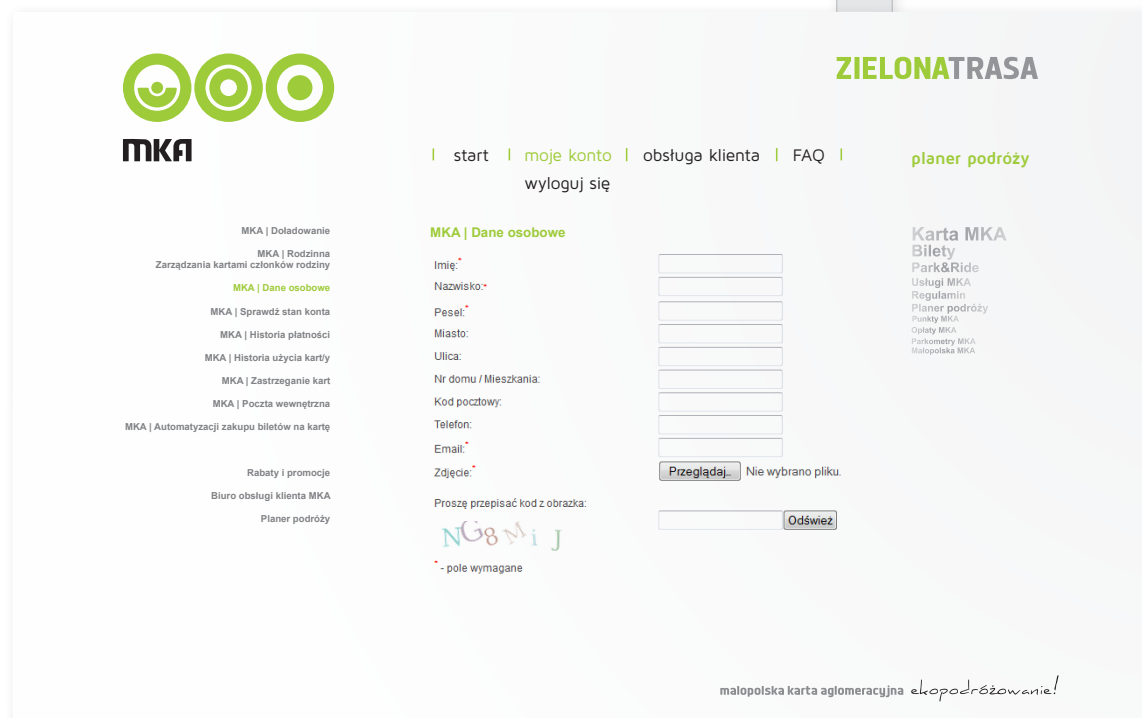 ZIELONATRASA
MKA
start | moje konto | obsługa klienta | FAQ
wyloguj się
planer podróży
MKA | Doładowanie
MKA | Rodzinna
Zarządzania kartami członków rodziny
MKA | Dane osobowe
MKA | Sprawdź stan konta
MKA | Historia płatności
MKA | Historia użycia kart/y
MKA | Zastrzeganie kart
MKA | Poczta wewnętrzna
MKA | Automatyzacji zakupu biletów na kartę
Rabaty i promocje
Biuro obsługi klienta MKA
Planer podróży
MKA | Dane osobowe
Imię:*
Nazwisko:*
Pesel:*
Miasto:
Ulica:
Nr domu / Mieszkania:
Kod pocztowy:
Telefon:
Email:*
Zdjęcie:* Przeglądaj... Nie wybrano pliku.
Proszę przepisać kod z obrazka:
NG8MiJ Odśwież
* - pole wymagane
Karta MKA
Bilety
Park&Ride
Usługi MKA
Regulamin
Planer podróży
Punkty MKA
Opłaty MKA
Parkometry MKA
Małopolska MKA
malopolska karta aglomeracyjna ekopodróżowanie!